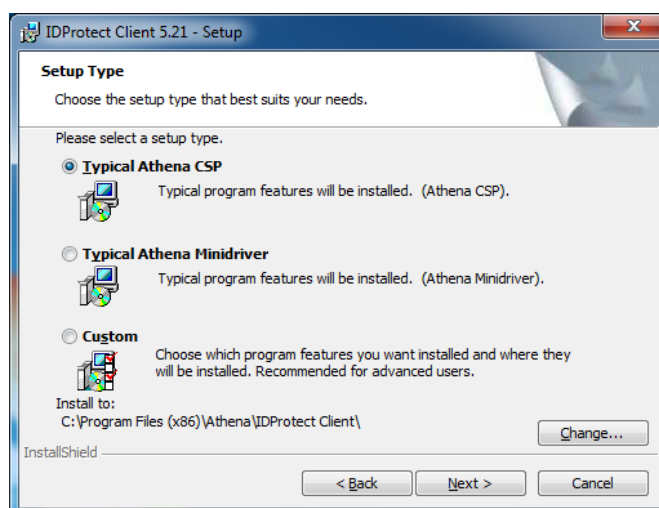 IDProtect Client 5.21 - Setup
Setup Type
Choose the setup type that best suits your needs.
Please select a setup type.
Typical Athena CSP
Typical program features will be installed. (Athena CSP).
Typical Athena Minidriver
Typical program features will be installed. (Athena Minidriver).
Custom
Choose which program features you want installed and where they
will be installed. Recommended for advanced users.
Install to:
C:\Program Files (x86)\Athena\IDProtect Client\
Change...
InstallShield
< Back
Next >
Cancel